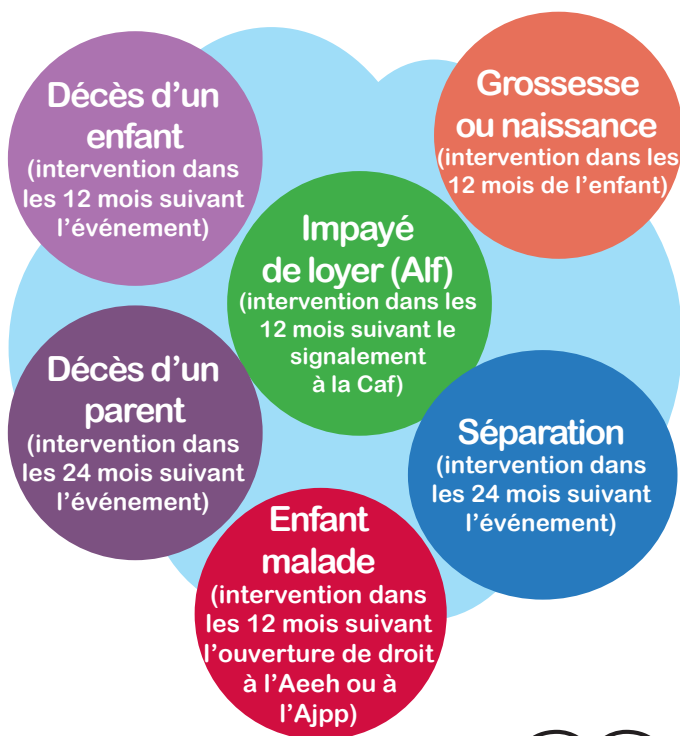 Décès d’un
enfant
(intervention dans
les 12 mois suivant
l’événement)
Grossesse
ou naissance
(intervention dans les
12 mois de l’enfant)
Impayé
de loyer (Alf)
(intervention dans les
12 mois suivant le
signalement
à la Caf)
Décès d’un
parent
(intervention dans
les 24 mois suivant
l’événement)
Séparation
(intervention dans
les 24 mois suivant
l’événement)
Enfant
malade
(intervention dans
les 12 mois suivant
l’ouverture de droit
à l’Aeeh ou à
l’Ajpp)